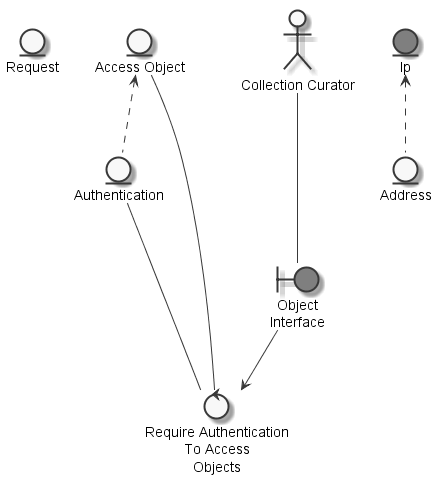 Request
Access Object
Collection Curator
Ip
Authentication
Address
Object
Interface
Require Authentication
To Access
Objects